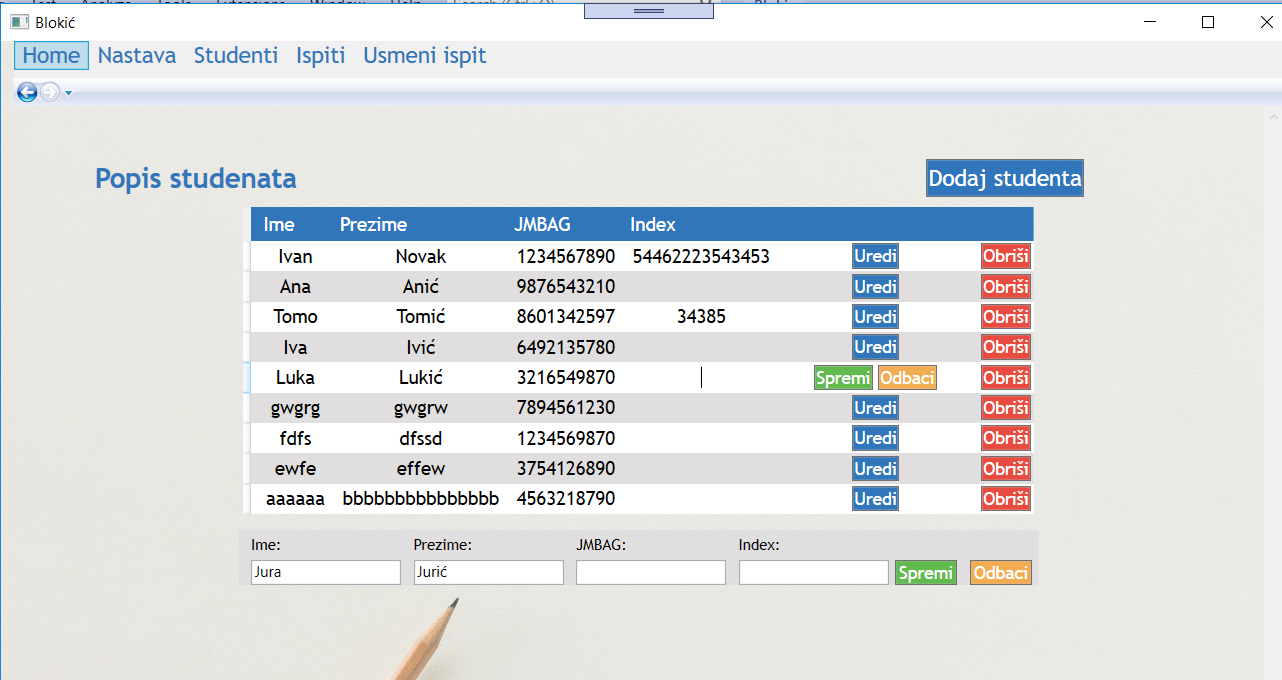 Blokić
Home Nastava Studenti Ispiti Usmeni ispit
Popis studenata Dodaj studenta
Ime Prezime JMBAG Index
Ivan Novak 1234567890 54462223543453 Uredi Obriši
Ana Anić 9876543210 Uredi Obriši
Tomo Tomić 8601342597 34385 Uredi Obriši
Iva Ivić 6492135780 Uredi Obriši
Luka Lukić 3216549870 Spremi Odbaci Obriši
gwgrg gwgrw 7894561230 Uredi Obriši
fdfs dfssd 1234569870 Uredi Obriši
ewfe effew 3754126890 Uredi Obriši
aaaaaa bbbbbbbbbbbbbbb 4563218790 Uredi Obriši
Ime: Prezime: JMBAG: Index:
Jura Jurić Spremi Odbaci